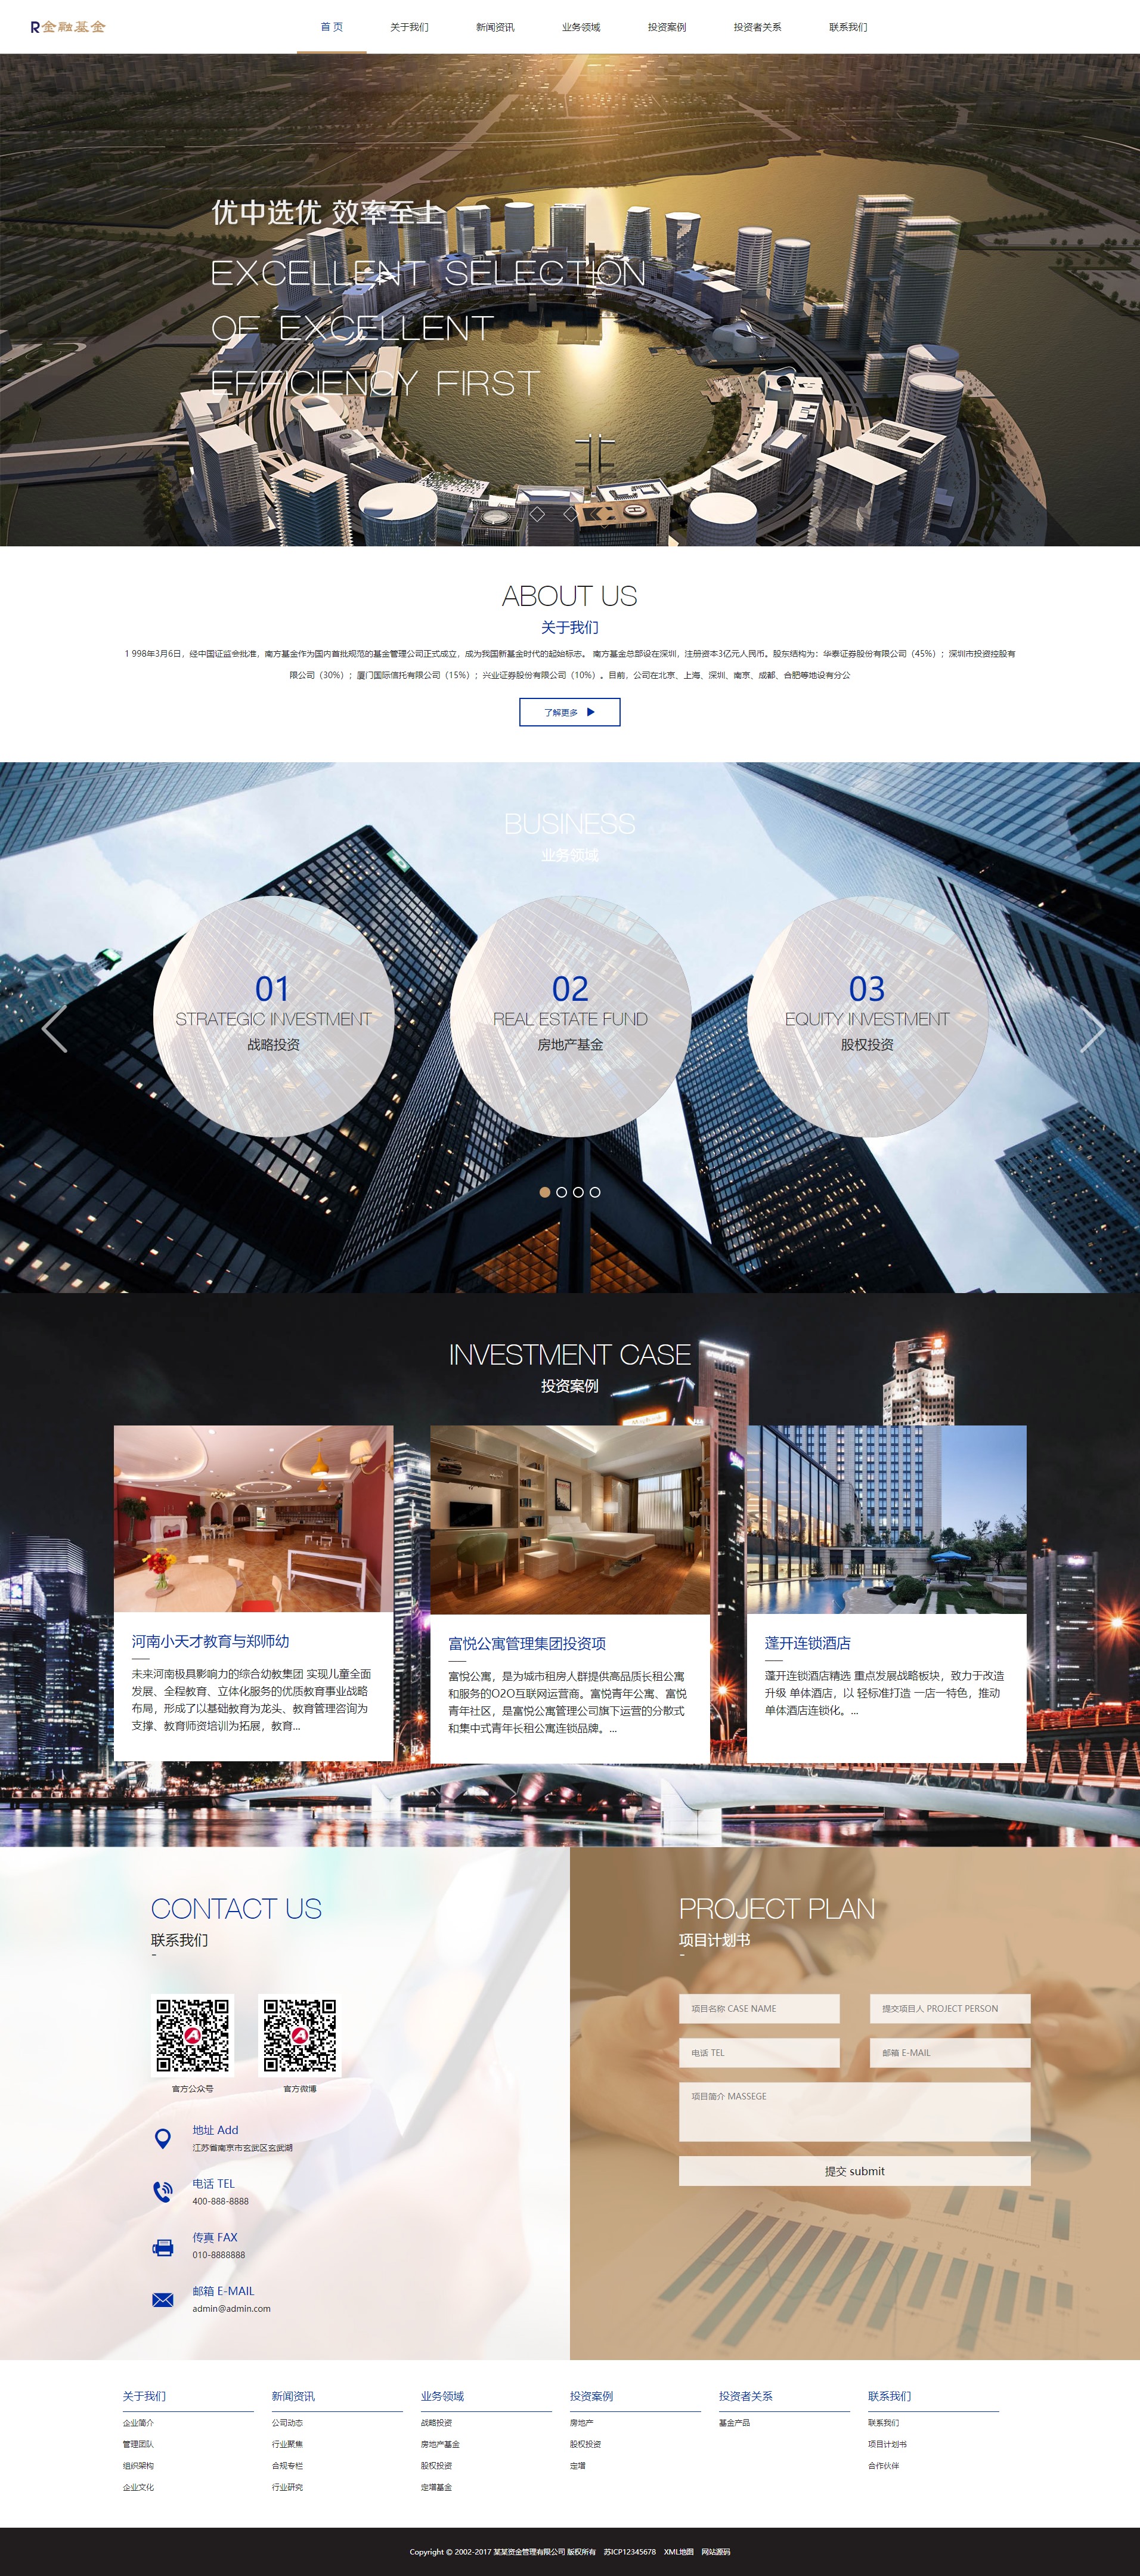 R金融基金
首 页 关于我们 新闻资讯 业务领域 投资案例 投资者关系 联系我们
优中选优 效率至上
EXCELLENT SELECTION
OF EXCELLENT
EFFICIENCY FIRST
ABOUT US
关于我们
1 998年3月6日，经中国证监会批准，南方基金作为国内首批规范的基金管理公司正式成立，成为我国新基金时代的起始标志。 南方基金总部设在深圳，注册资本3亿元人民币。股东结构为：华泰证券股份有限公司（45%）；深圳市投资控股有
限公司（30%）；厦门国际信托有限公司（15%）；兴业证券股份有限公司（10%）。目前，公司在北京、上海、深圳、南京、成都、合肥等地设有分公
了解更多
BUSINESS
业务领域
01
STRATEGIC INVESTMENT
战略投资
02
REAL ESTATE FUND
房地产基金
03
EQUITY INVESTMENT
股权投资
INVESTMENT CASE
投资案例
河南小天才教育与郑师幼
未来河南极具影响力的综合幼教集团 实现儿童全面
发展、全程教育、立体化服务的优质教育事业战略
布局，形成了以基础教育为龙头、教育管理咨询为
支撑、教育师资培训为拓展，教育...
富悦公寓管理集团投资项
富悦公寓，是为城市租房人群提供高品质长租公寓
和服务的O2O互联网运营商。富悦青年公寓、富悦
青年社区，是富悦公寓管理公司旗下运营的分散式
和集中式青年长租公寓连锁品牌。...
蓬开连锁酒店
蓬开连锁酒店精选 重点发展战略板块，致力于改造
升级 单体酒店，以 轻标准打造 一店一特色，推动
单体酒店连锁化。...
CONTACT US
联系我们
-
官方公众号 官方微博
地址 Add
江苏省南京市玄武区玄武湖
电话 TEL
400-888-8888
传真 FAX
010-8888888
邮箱 E-MAIL
admin@admin.com
PROJECT PLAN
项目计划书
-
项目名称 CASE NAME 提交项目人 PROJECT PERSON
电话 TEL 邮箱 E-MAIL
项目简介 MASSEGE
提交 submit
关于我们
企业简介
管理团队
组织架构
企业文化
新闻资讯
公司动态
行业聚焦
合规专栏
行业研究
业务领域
战略投资
房地产基金
股权投资
定增基金
投资案例
房地产
股权投资
定增
投资者关系
基金产品
联系我们
联系我们
项目计划书
合作伙伴
Copyright © 2002-2017 某某资金管理有限公司 版权所有 苏ICP12345678 XML地图 网站源码